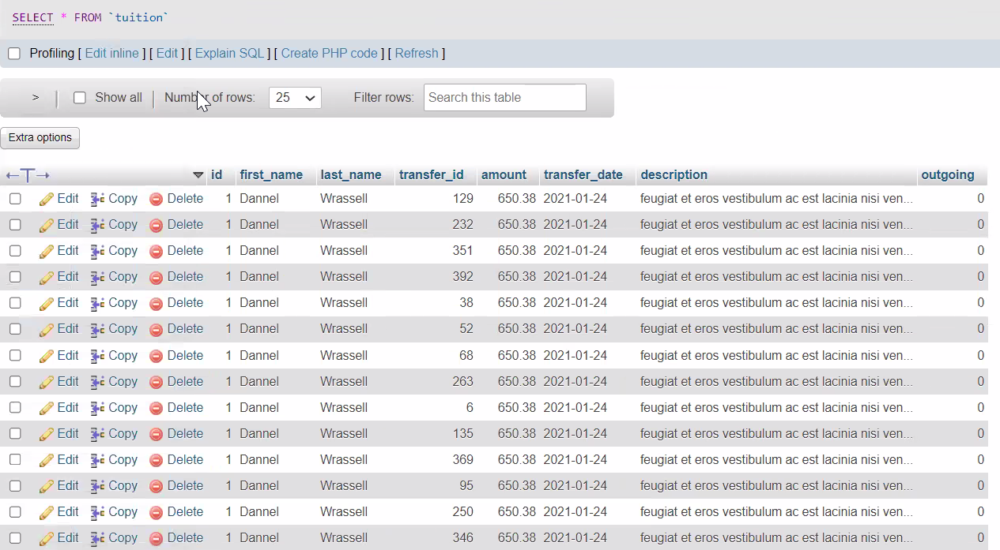 SELECT * FROM `tuition`
Profiling [ Edit inline ] [ Edit ] [ Explain SQL ] [ Create PHP code ] [ Refresh ]
> | Show all | Number of rows: 25 Filter rows: Search this table
Extra options
←T→ id first_name last_name transfer_id amount transfer_date description outgoing
Edit Copy Delete 1 Dannel Wrassell 129 650.38 2021-01-24 feugiat et eros vestibulum ac est lacinia nisi ven... 0
Edit Copy Delete 1 Dannel Wrassell 232 650.38 2021-01-24 feugiat et eros vestibulum ac est lacinia nisi ven... 0
Edit Copy Delete 1 Dannel Wrassell 351 650.38 2021-01-24 feugiat et eros vestibulum ac est lacinia nisi ven... 0
Edit Copy Delete 1 Dannel Wrassell 392 650.38 2021-01-24 feugiat et eros vestibulum ac est lacinia nisi ven... 0
Edit Copy Delete 1 Dannel Wrassell 38 650.38 2021-01-24 feugiat et eros vestibulum ac est lacinia nisi ven... 0
Edit Copy Delete 1 Dannel Wrassell 52 650.38 2021-01-24 feugiat et eros vestibulum ac est lacinia nisi ven... 0
Edit Copy Delete 1 Dannel Wrassell 68 650.38 2021-01-24 feugiat et eros vestibulum ac est lacinia nisi ven... 0
Edit Copy Delete 1 Dannel Wrassell 263 650.38 2021-01-24 feugiat et eros vestibulum ac est lacinia nisi ven... 0
Edit Copy Delete 1 Dannel Wrassell 6 650.38 2021-01-24 feugiat et eros vestibulum ac est lacinia nisi ven... 0
Edit Copy Delete 1 Dannel Wrassell 135 650.38 2021-01-24 feugiat et eros vestibulum ac est lacinia nisi ven... 0
Edit Copy Delete 1 Dannel Wrassell 369 650.38 2021-01-24 feugiat et eros vestibulum ac est lacinia nisi ven... 0
Edit Copy Delete 1 Dannel Wrassell 95 650.38 2021-01-24 feugiat et eros vestibulum ac est lacinia nisi ven... 0
Edit Copy Delete 1 Dannel Wrassell 250 650.38 2021-01-24 feugiat et eros vestibulum ac est lacinia nisi ven... 0
Edit Copy Delete 1 Dannel Wrassell 346 650.38 2021-01-24 feugiat et eros vestibulum ac est lacinia nisi ven... 0